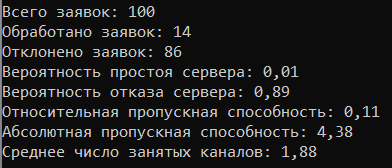 Всего заявок: 100
Обработано заявок: 14
Отклонено заявок: 86
Вероятность простоя сервера: 0,01
Вероятность отказа сервера: 0,89
Относительная пропускная способность: 0,11
Абсолютная пропускная способность: 4,38
Среднее число занятых каналов: 1,88